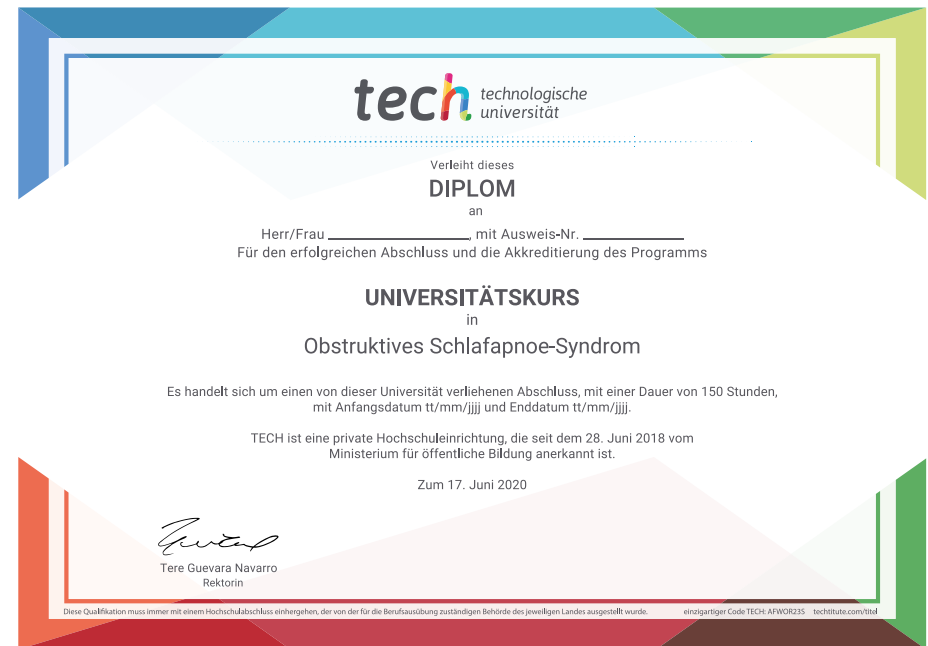 tech technologische
universität
Verleiht dieses
DIPLOM
an
Herr/Frau ____________________, mit Ausweis-Nr. ______________
Für den erfolgreichen Abschluss und die Akkreditierung des Programms
UNIVERSITÄTSKURS
in
Obstruktives Schlafapnoe-Syndrom
Es handelt sich um einen von dieser Universität verliehenen Abschluss, mit einer Dauer von 150 Stunden,
mit Anfangsdatum tt/mm/jjjj und Enddatum tt/mm/jjjj.
TECH ist eine private Hochschuleinrichtung, die seit dem 28. Juni 2018 vom
Ministerium für öffentliche Bildung anerkannt ist.
Zum 17. Juni 2020
Tere Guevara Navarro
Rektorin
Diese Qualifikation muss immer mit einem Hochschulabschluss einhergehen, der von der für die Berufsausübung zuständigen Behörde des jeweiligen Landes ausgestellt wurde. einzigartiger Code TECH: AFWOR23S techtitute.com/titel